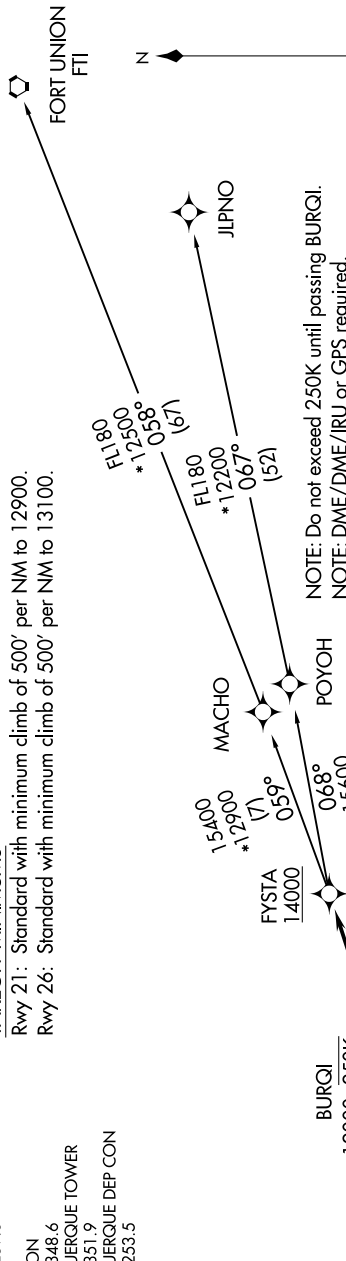 Rwy 21: Standard with minimum climb of 500' per NM to 12900.
Rwy 26: Standard with minimum climb of 500' per NM to 13100.
ON
348.6
UERQUE TOWER
351.9
UERQUE DEP CON
253.5
FORT UNION
FTI
N
JLPNO
FL180
*12500
058°
(67)
FL180
*12200
067°
(52)
MACHO
POYOH
15400
*12900
(7)
059°
068°
15600
FYSTA
14000
BURQI
NOTE: Do not exceed 250K until passing BURQI.
NOTE: DME/DME/IRU or GPS required.